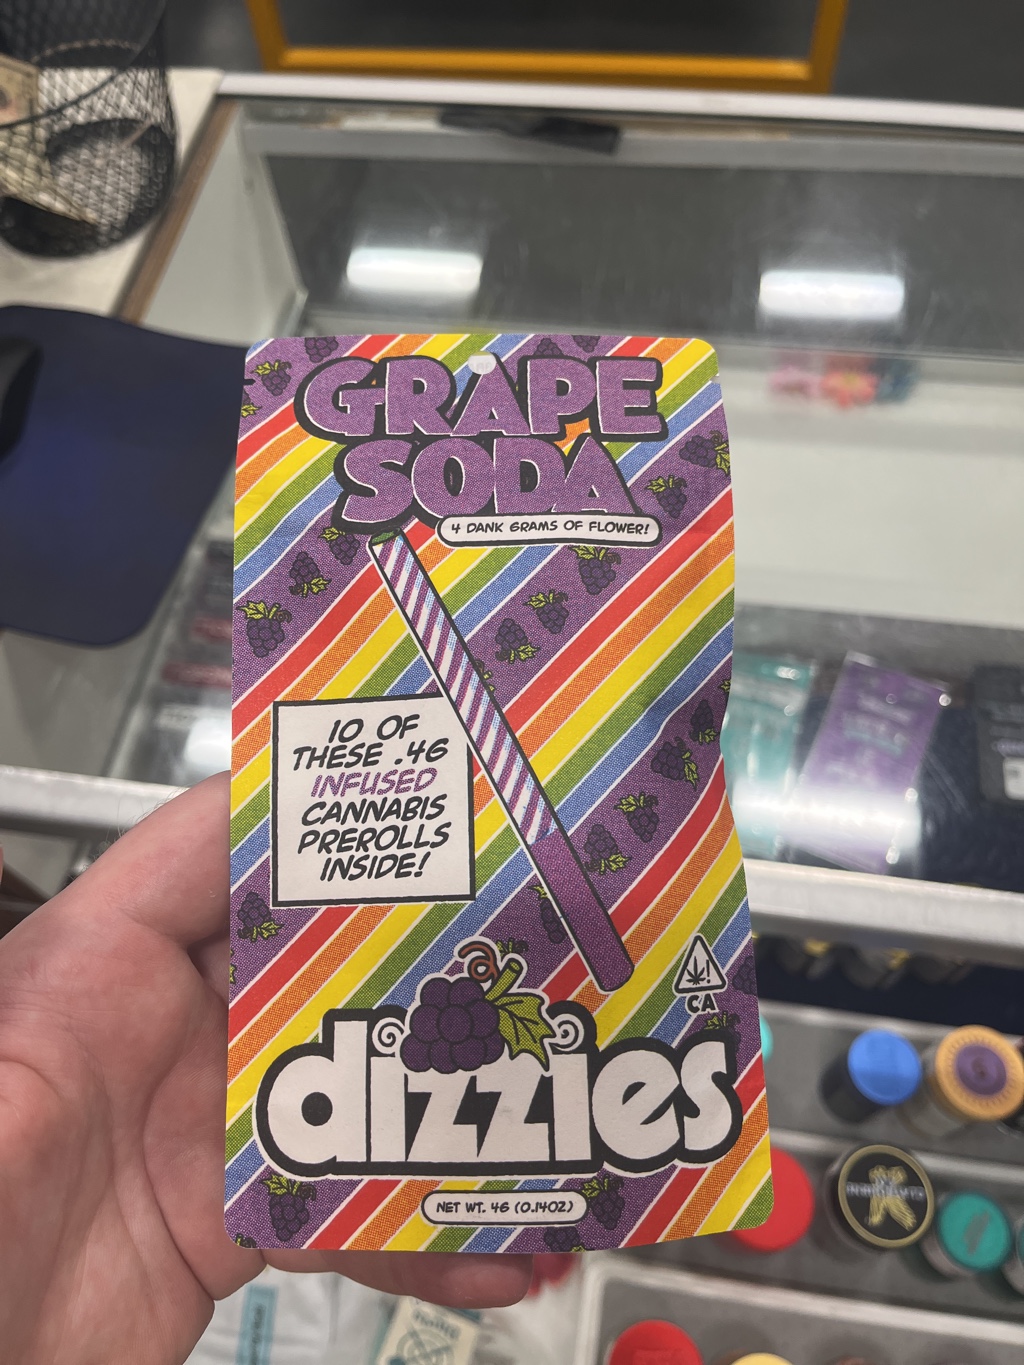 GRAPE
SODA
4 DANK GRAMS OF FLOWER!
10 OF
THESE .4G
INFUSED
CANNABIS
PREROLLS
INSIDE!
CA
dizzies
NET WT. 4G (0.14OZ)